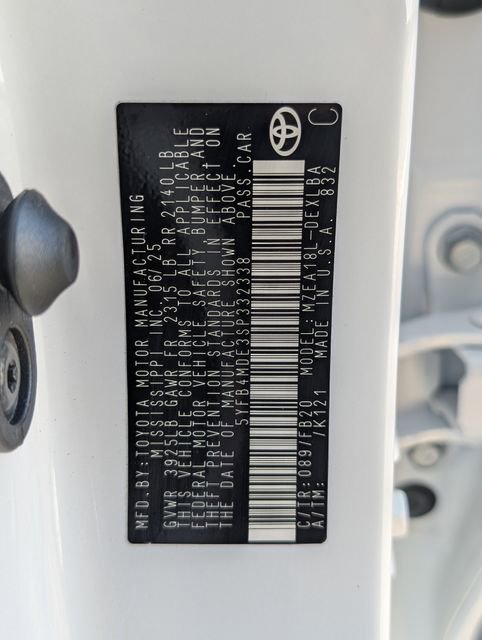 MFD.BY:TOYOTA MOTOR MANUFACTURING
MISSISSIPPI, INC.06/25
GVWR 3925LB GAWR FR 2315 LB RR 2140LB
THIS VEHICLE CONFORMS TO ALL APPLICABLE
FEDERAL MOTOR VEHICLE SAFETY, BUMPER AND
THEFT PREVENTION STANDARDS IN EFFECT ON
THE DATE OF MANUFACTURE SHOWN ABOVE.
5YFB4MDE3SP332338 PASS.CAR
C/TR:089/FB20 MODEL:MZEA18L-DEXLBA
A/TM: /K121 MADE IN U.S.A. 832
C